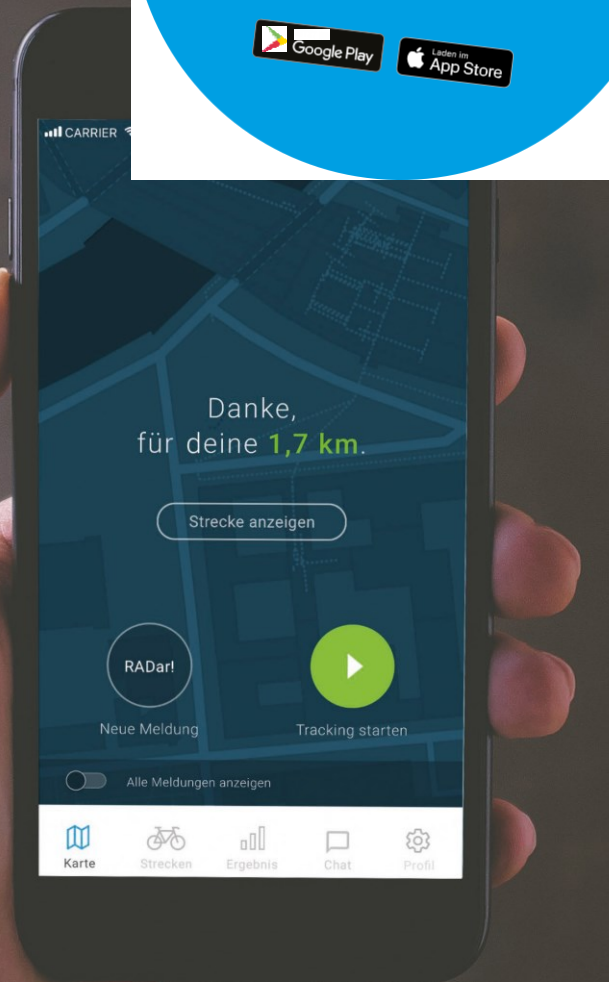 Google Play
Laden im
App Store
CARRIER
Danke,
für deine 1,7 km.
Strecke anzeigen
RADar!
Neue Meldung
Tracking starten
Alle Meldungen anzeigen
Karte
Strecken
Ergebnis
Chat
Profil